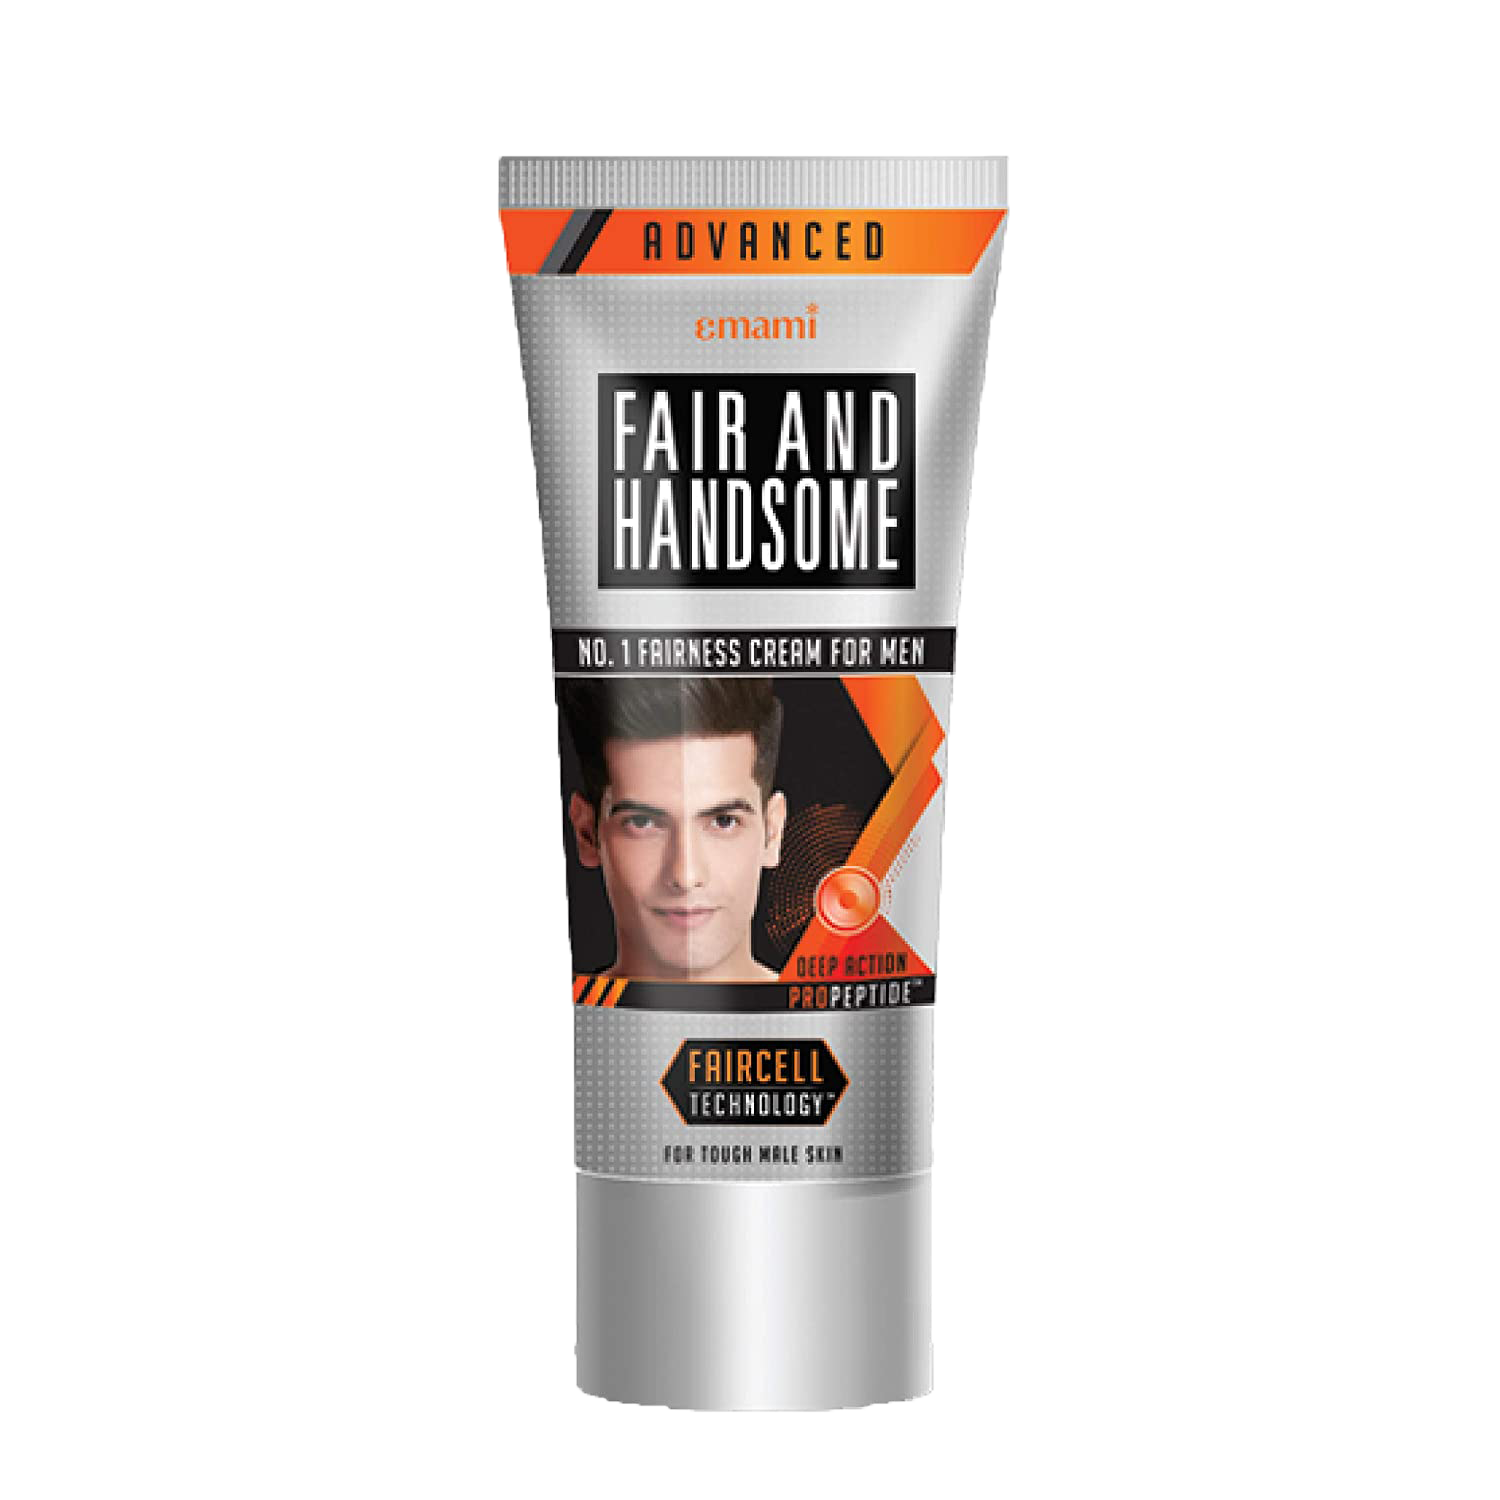 ADVANCED
emami
FAIR AND
HANDSOME
NO. 1 FAIRNESS CREAM FOR MEN
DEEP ACTION
PROPEPTIDE™
FAIRCELL
TECHNOLOGY™
FOR TOUGH MALE SKIN